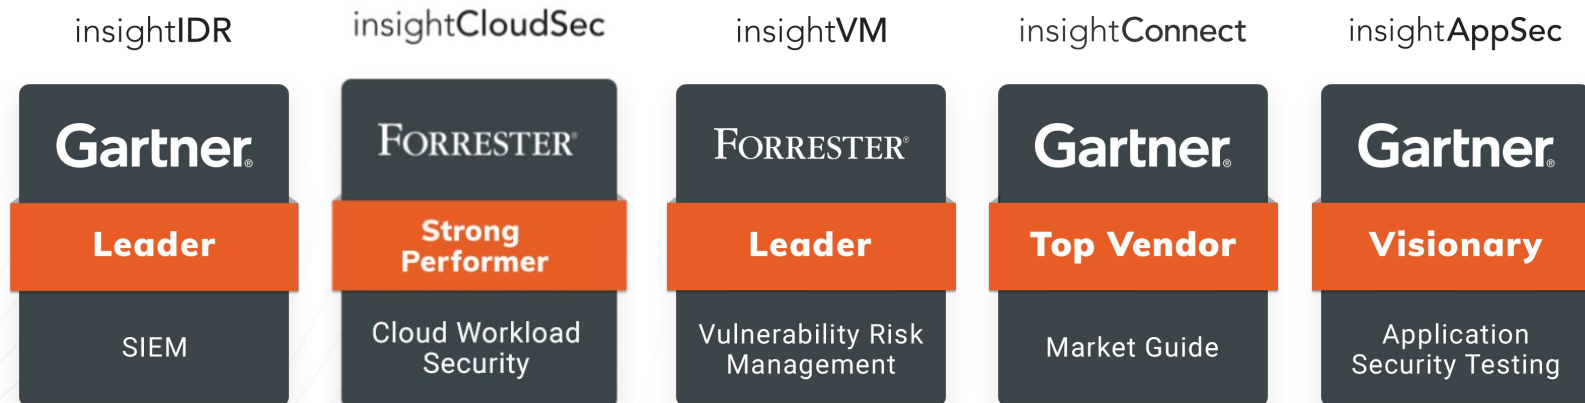 insightIDR
Gartner®
Leader
SIEM
insightCloudSec
FORRESTER®
Strong
Performer
Cloud Workload
Security
insightVM
FORRESTER®
Leader
Vulnerability Risk
Management
insightConnect
Gartner®
Top Vendor
Market Guide
insightAppSec
Gartner®
Visionary
Application
Security Testing